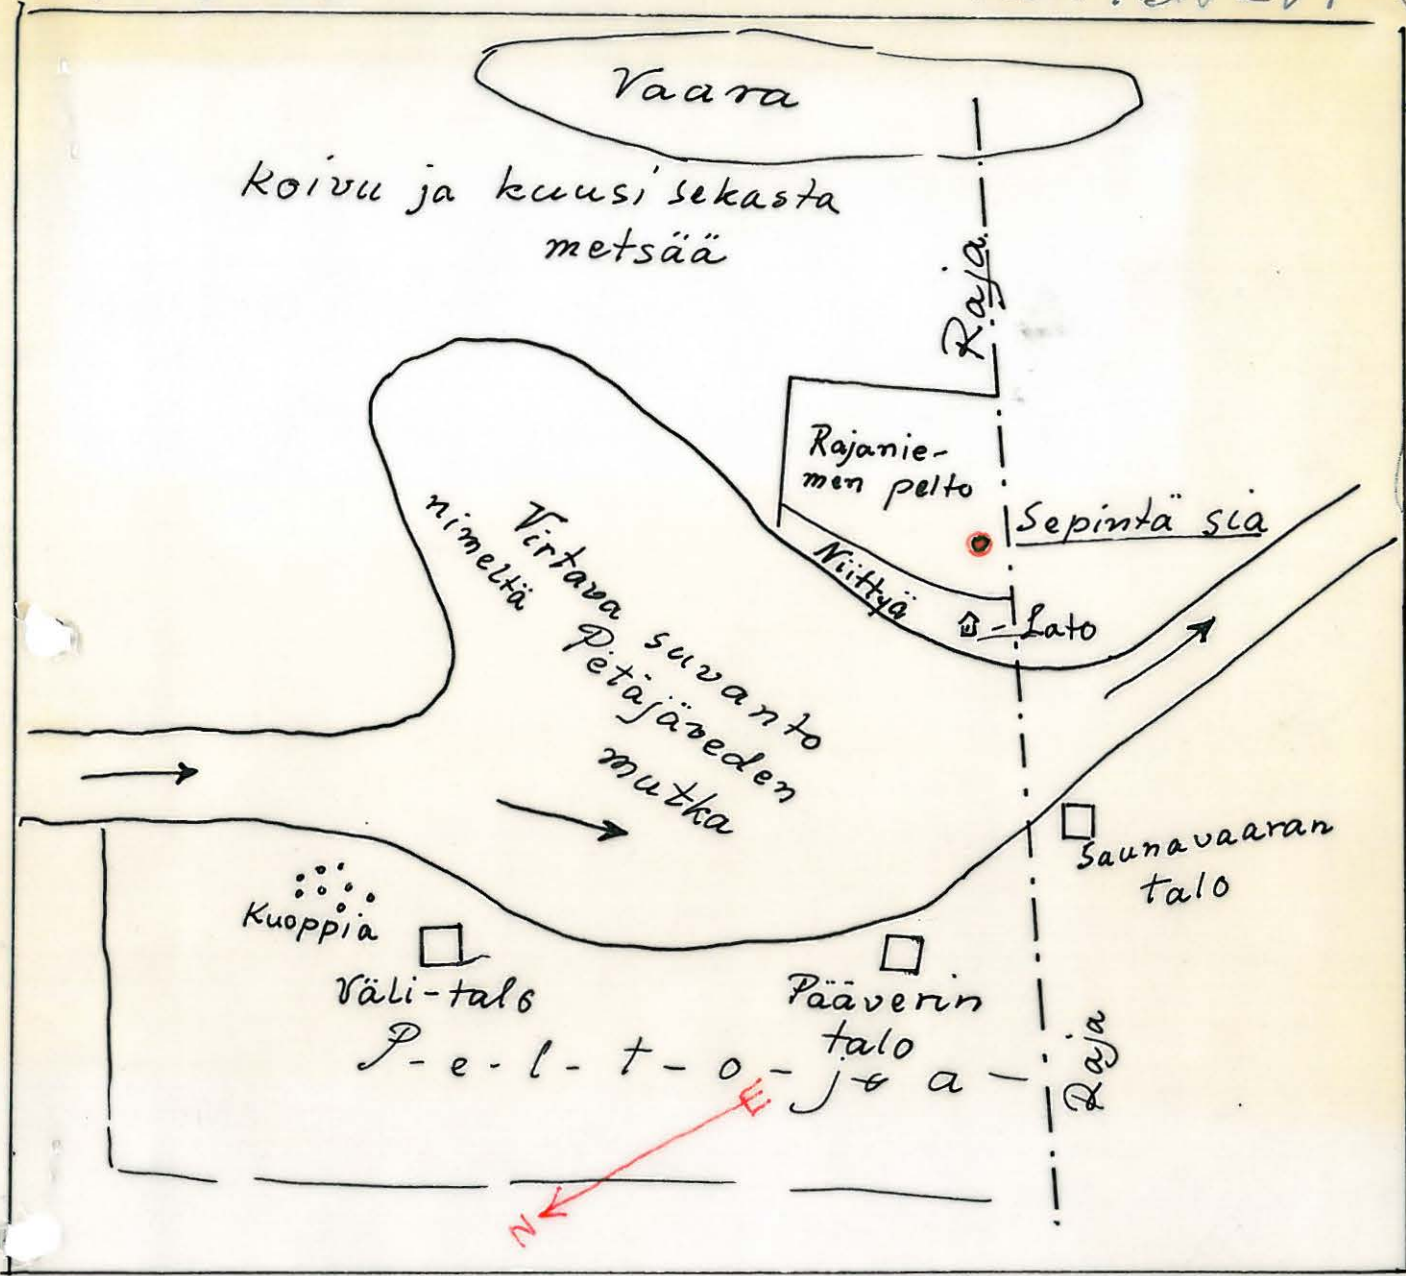 Vaara
Koivu ja kuusi sekasta
metsää
Raja
Rajanie-
men pelto
Sepintä sia
Niittyä
Lato
Virtava suvanto
nimeltä Petäjäveden
mutka
Saunavaaran
talo
Kuoppia
Väli-talo
Pääverin
talo
P-e-l-t-o-j-a-
Raja
E
N